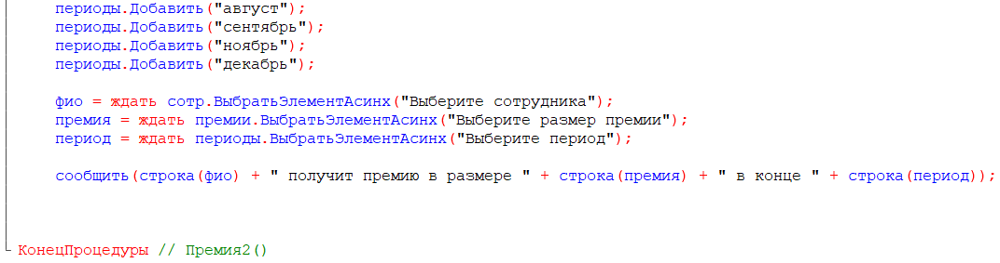 периоды.Добавить("август");
периоды.Добавить("сентябрь");
периоды.Добавить("ноябрь");
периоды.Добавить("декабрь");
фио = ждать сотр.ВыбратьЭлементАсинх("Выберите сотрудника");
премия = ждать премии.ВыбратьЭлементАсинх("Выберите размер премии");
период = ждать периоды.ВыбратьЭлементАсинх("Выберите период");
сообщить(строка(фио) + " получит премию в размере " + строка(премия) + " в конце " + строка(период));
КонецПроцедуры // Премия2()